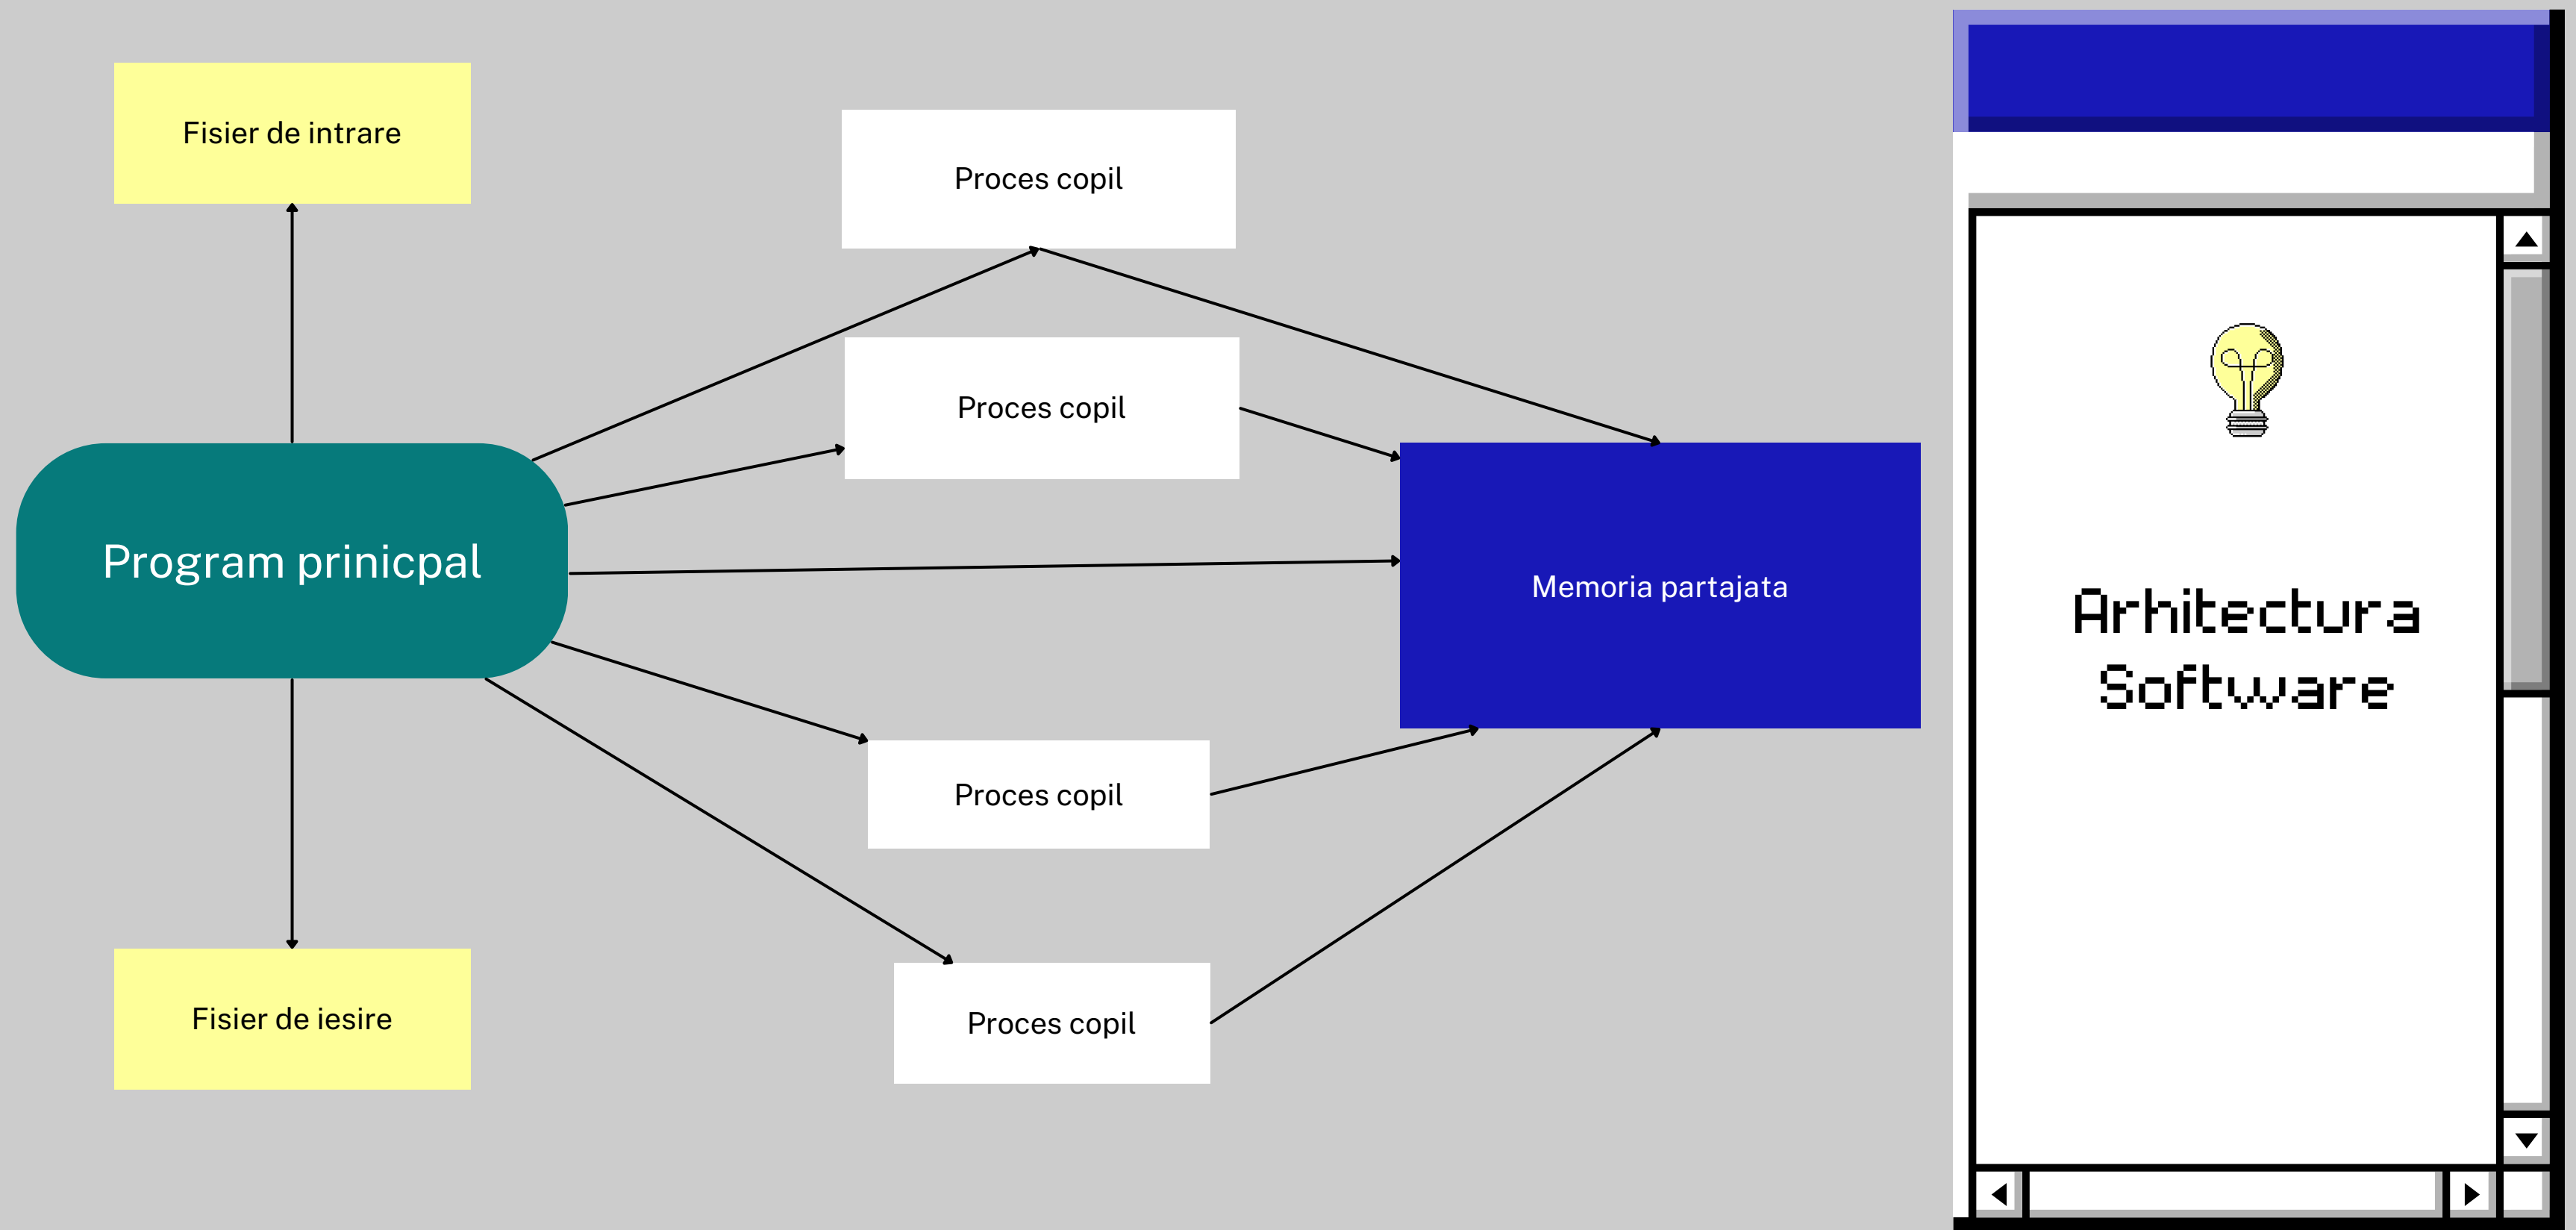 Fisier de intrare
Proces copil
Proces copil
Program prinicpal
Memoria partajata
Proces copil
Fisier de iesire
Proces copil
Arhitectura
Software